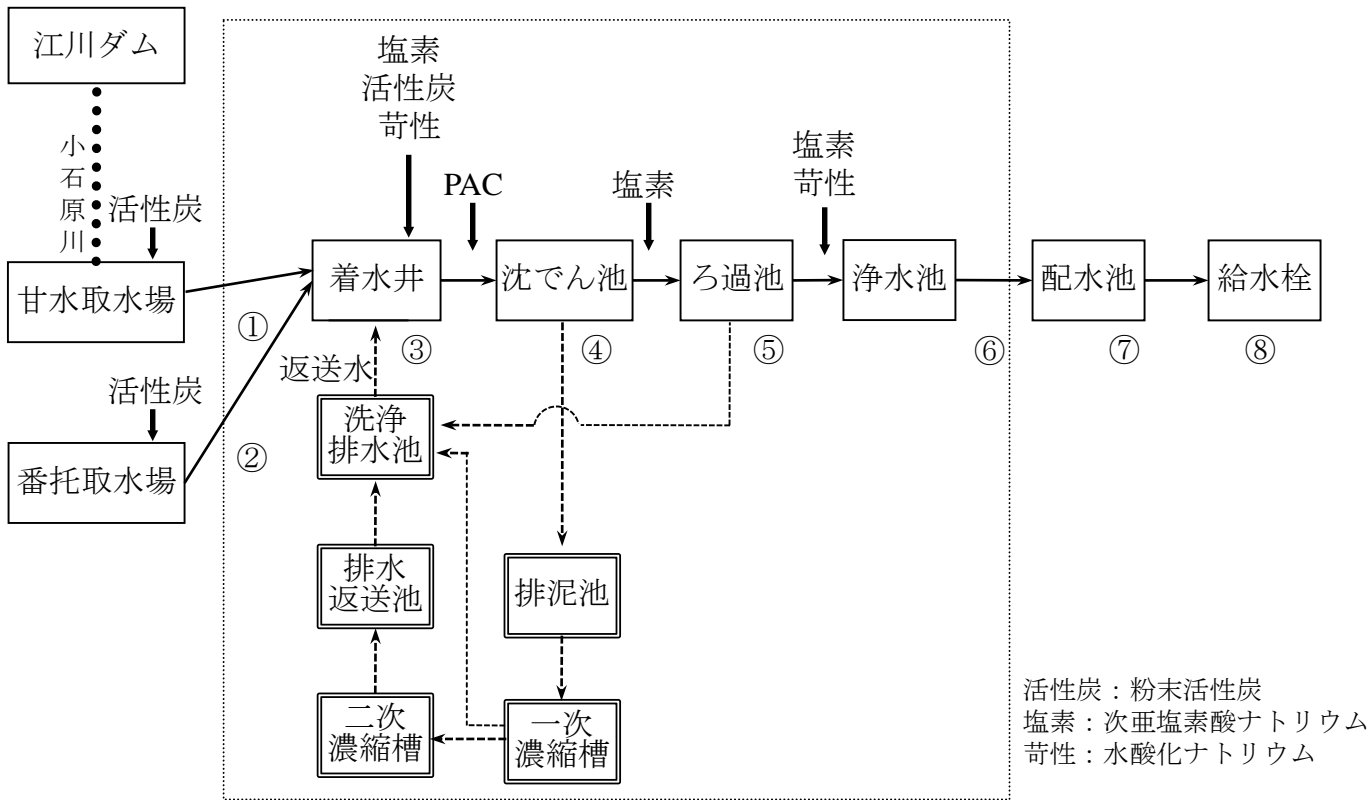 江川ダム
小石原川
活性炭
甘水取水場
活性炭
番托取水場
①
②
塩素
活性炭
苛性
PAC
塩素
塩素
苛性
着水井
沈でん池
ろ過池
浄水池
配水池
給水栓
③
④
⑤
⑥
⑦
⑧
返送水
洗浄
排水池
排水
返送池
排泥池
二次
濃縮槽
一次
濃縮槽
活性炭：粉末活性炭
塩素：次亜塩素酸ナトリウム
苛性：水酸化ナトリウム